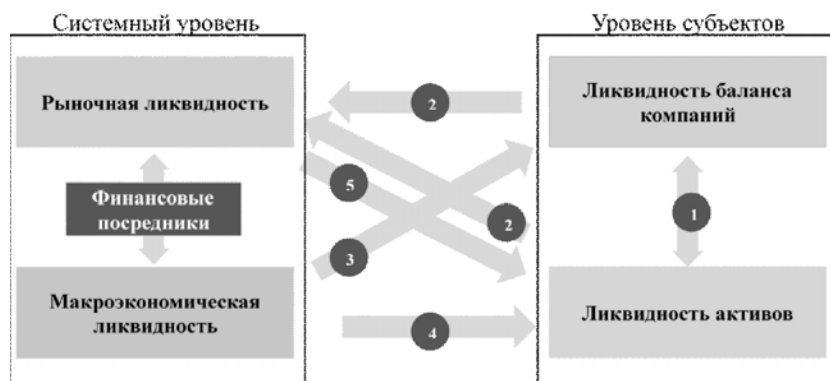 Системный уровень
Уровень субъектов
Рыночная ликвидность
2
Ликвидность баланса
компаний
5
Финансовые
посредники
2
1
3
Макроэкономическая
ликвидность
4
Ликвидность активов